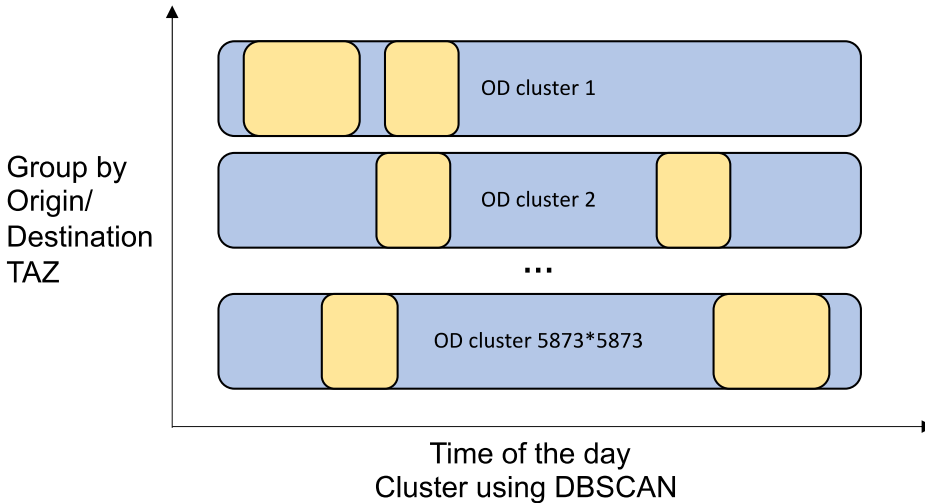 OD cluster 1
Group by
Origin/
Destination
TAZ
OD cluster 2
...
OD cluster 5873*5873
Time of the day
Cluster using DBSCAN